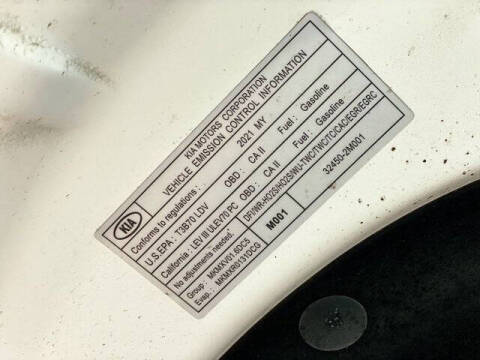 KIA
KIA MOTORS CORPORATION
VEHICLE EMISSION CONTROL INFORMATION
Conforms to regulations : 2021 MY
U.S.EPA : T3B70 LDV OBD : CA II Fuel : Gasoline
California : LEV III ULEV70 PC OBD : CA II Fuel : Gasoline
No adjustments needed. DFI/WR-HO2S/HO2S/WU-TWC/TWC/TC/CAC/EGR/EGRC
Group : MKMXV01.6DC5 M001 32450-2M001
Evap. : MKMXR0131DCG